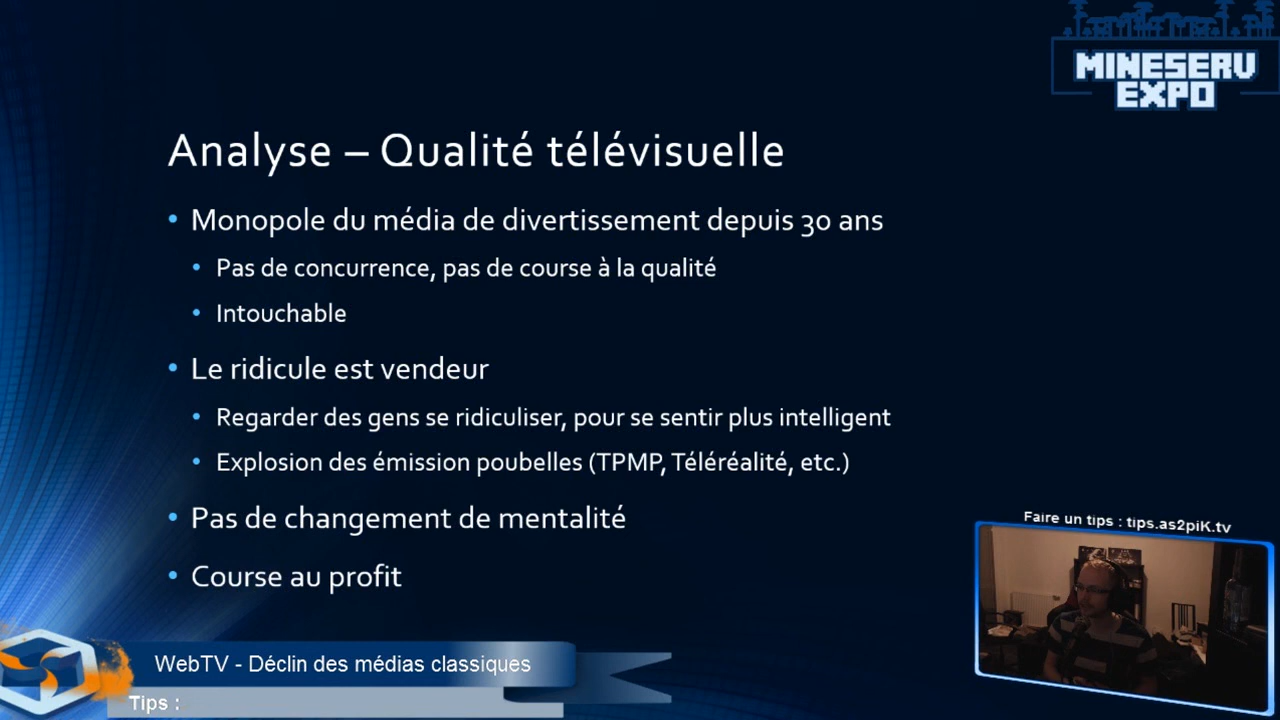 MINESERV
EXPO
Analyse – Qualité télévisuelle
• Monopole du média de divertissement depuis 30 ans
• Pas de concurrence, pas de course à la qualité
• Intouchable
• Le ridicule est vendeur
• Regarder des gens se ridiculiser, pour se sentir plus intelligent
• Explosion des émission poubelles (TPMP, Téléréalité, etc.)
• Pas de changement de mentalité
• Course au profit
Faire un tips : tips.as2piK.tv
WebTV - Déclin des médias classiques
Tips :